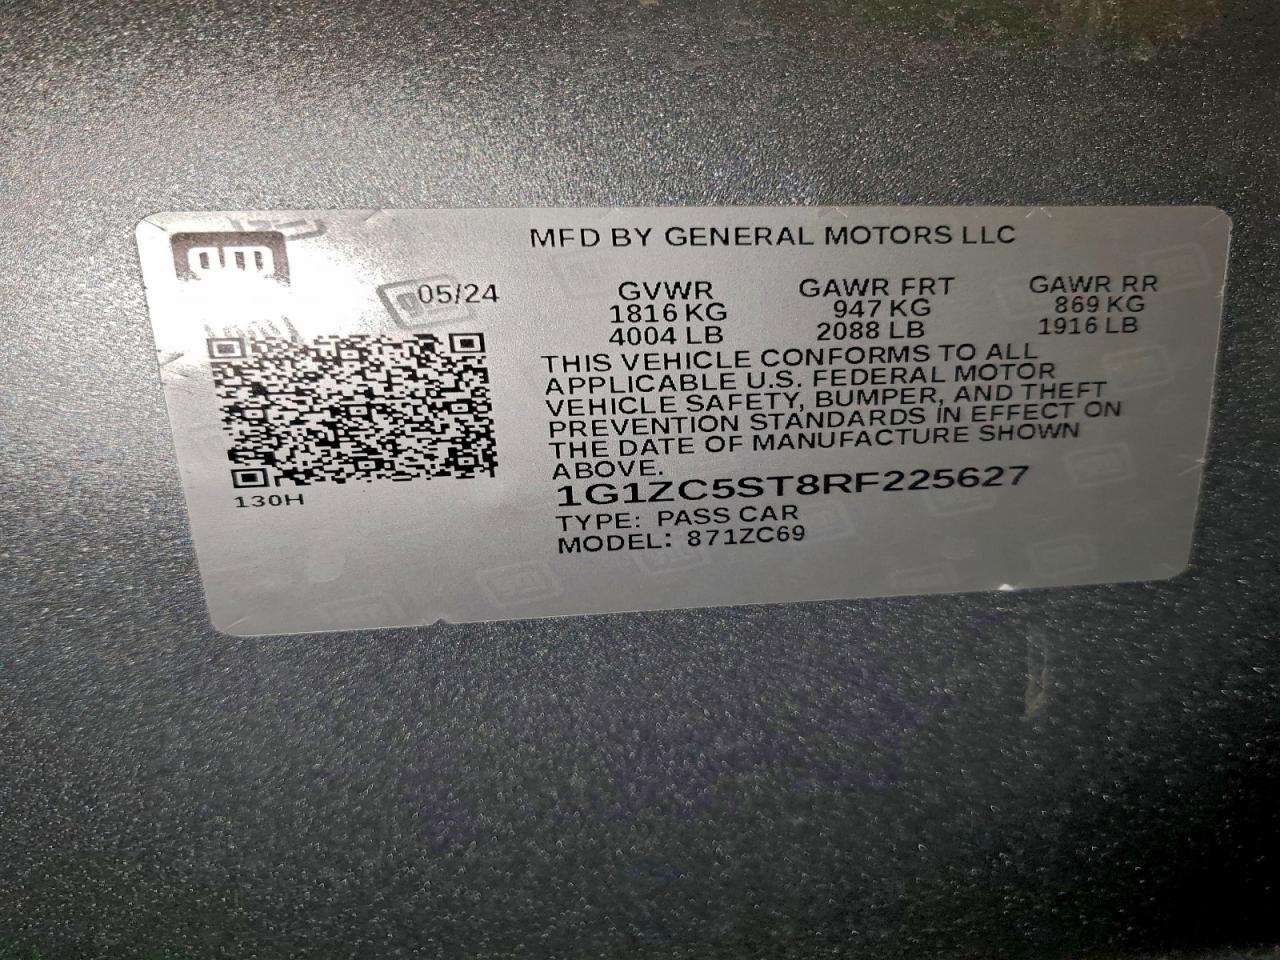 gm
MFD BY GENERAL MOTORS LLC
05/24
GVWR GAWR FRT GAWR RR
1816 KG 947 KG 869 KG
4004 LB 2088 LB 1916 LB
THIS VEHICLE CONFORMS TO ALL
APPLICABLE U.S. FEDERAL MOTOR
VEHICLE SAFETY, BUMPER, AND THEFT
PREVENTION STANDARDS IN EFFECT ON
THE DATE OF MANUFACTURE SHOWN
ABOVE.
130H
1G1ZC5ST8RF225627
TYPE: PASS CAR
MODEL: 871ZC69